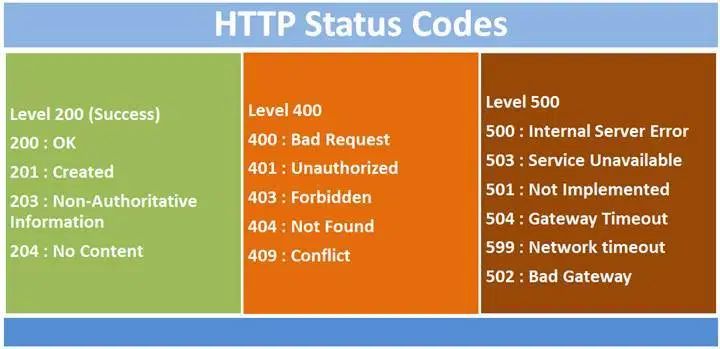 HTTP Status Codes
Level 200 (Success)
200 : OK
201 : Created
203 : Non-Authoritative
Information
204 : No Content
Level 400
400 : Bad Request
401 : Unauthorized
403 : Forbidden
404 : Not Found
409 : Conflict
Level 500
500 : Internal Server Error
503 : Service Unavailable
501 : Not Implemented
504 : Gateway Timeout
599 : Network timeout
502 : Bad Gateway